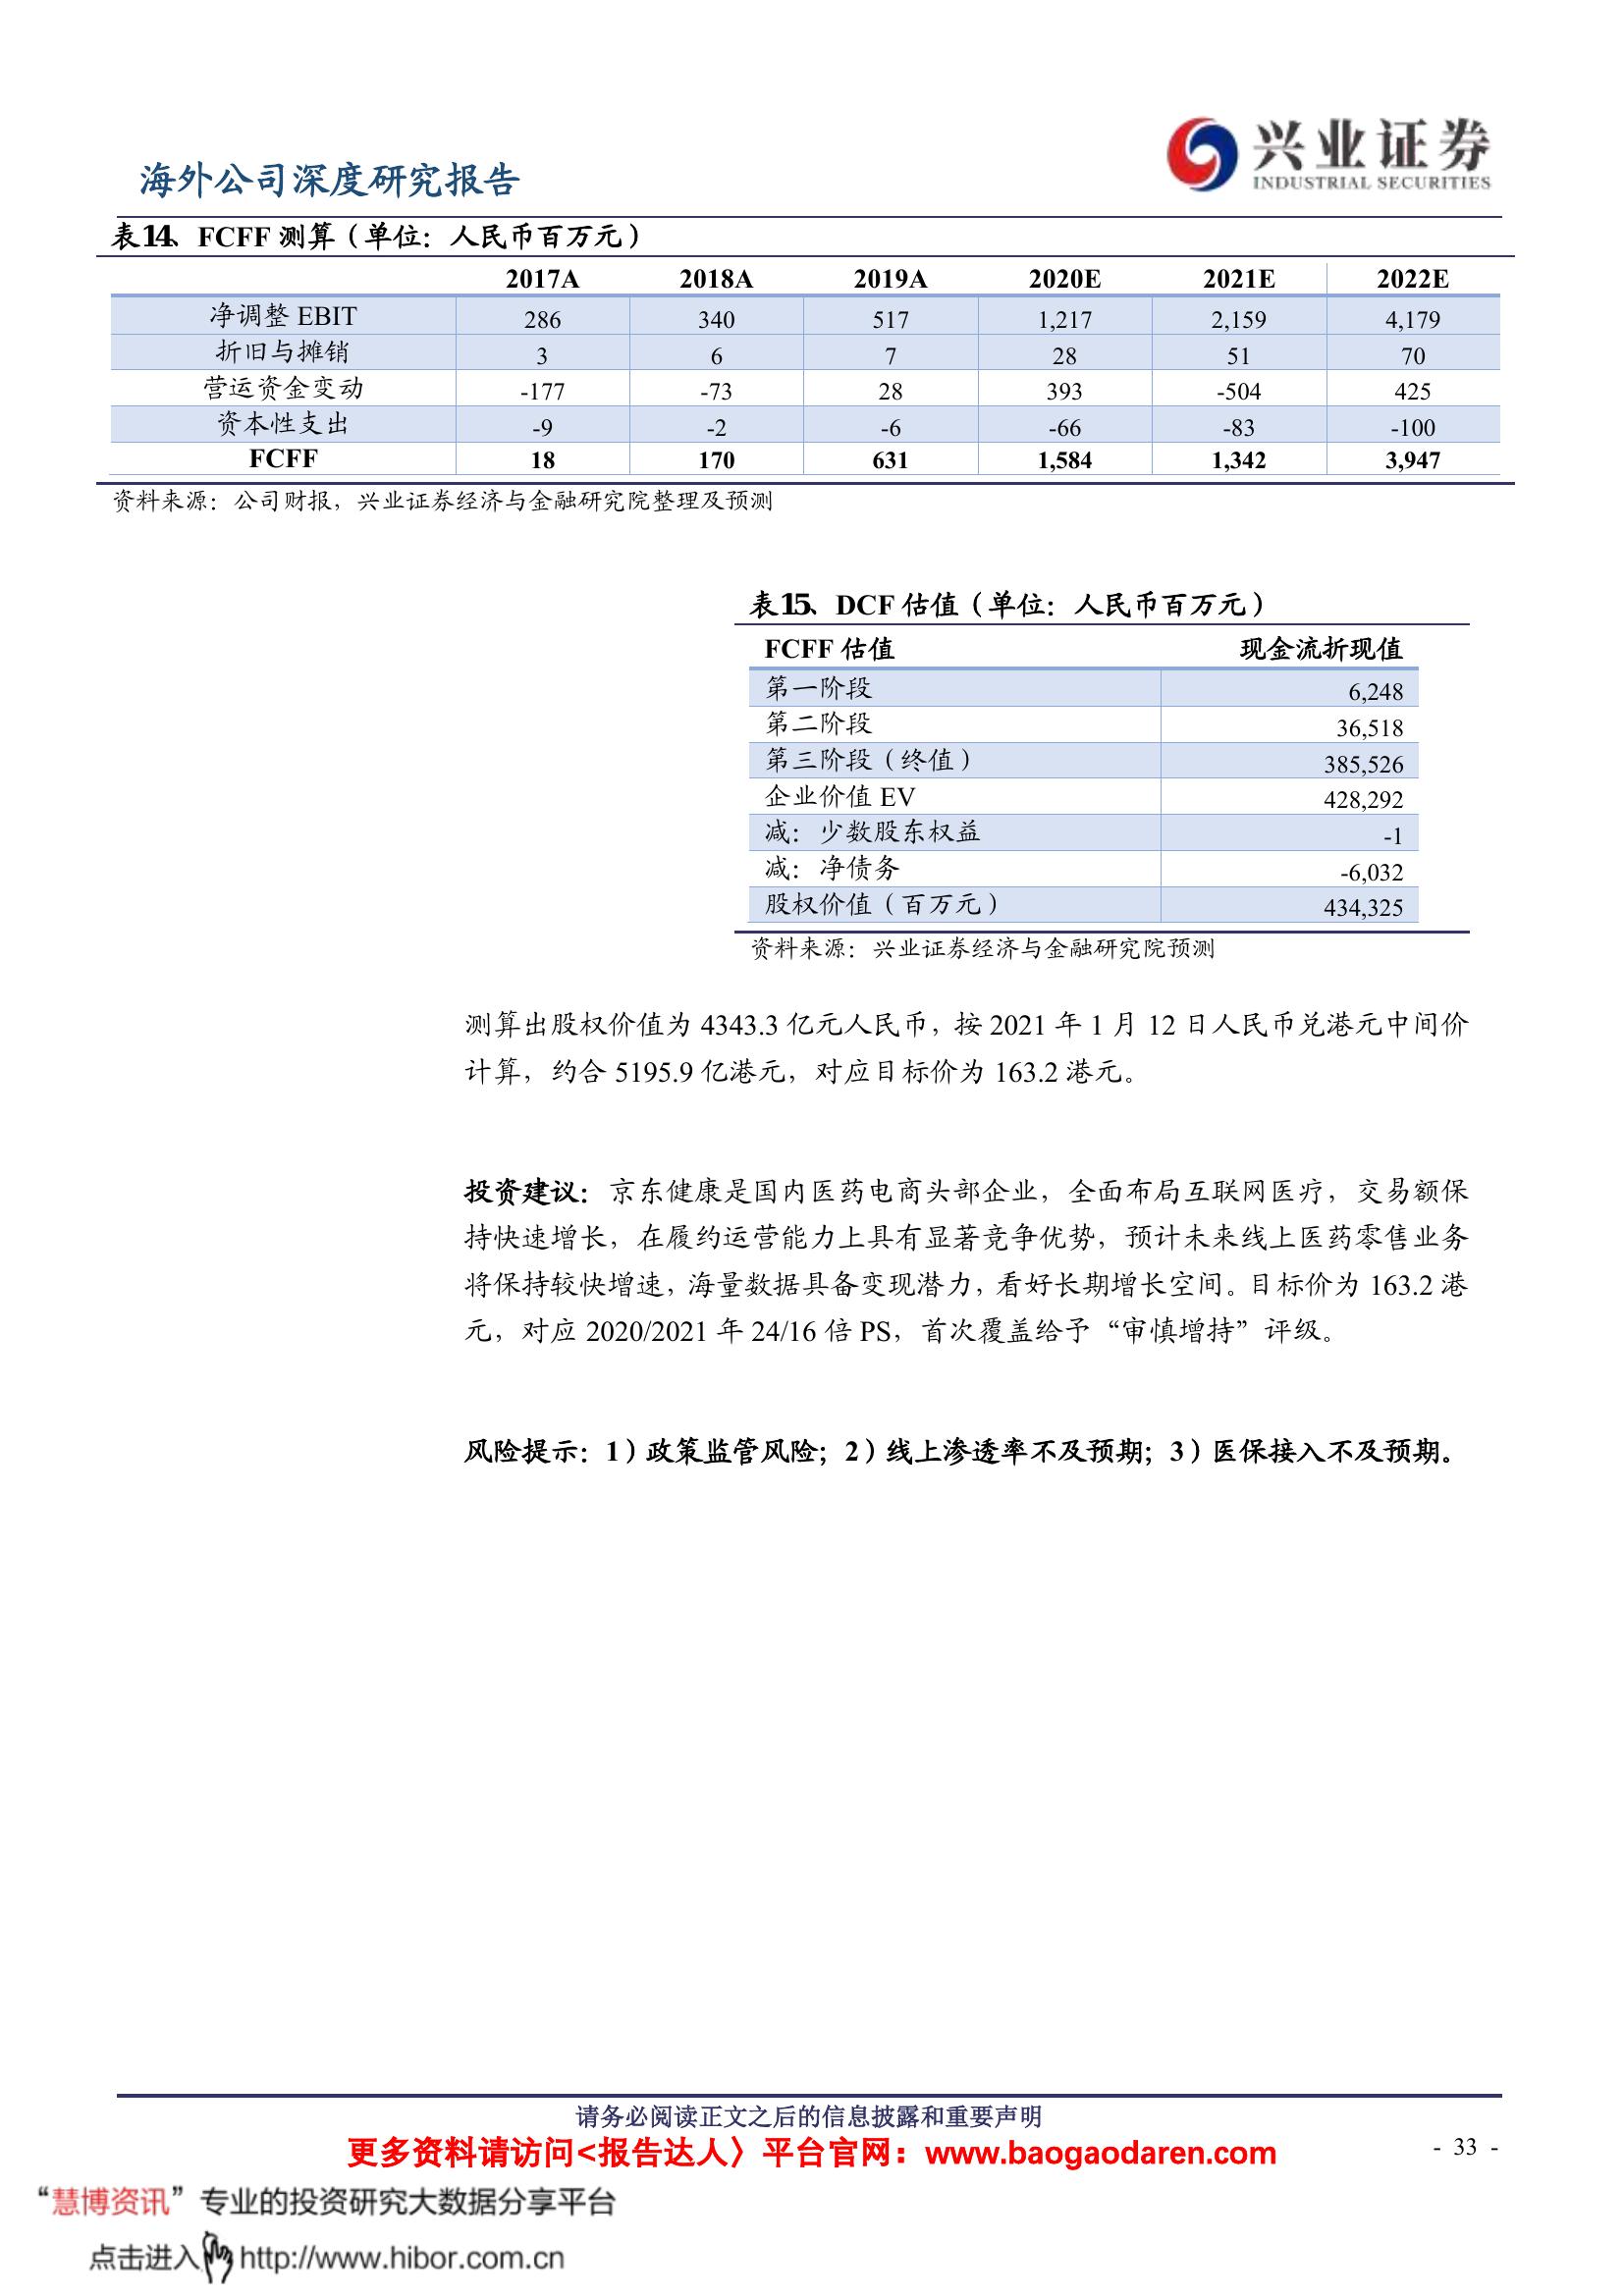 兴业证券
INDUSTRIAL SECURITIES
海外公司深度研究报告
表14、FCFF 测算（单位：人民币百万元）
2017A 2018A 2019A 2020E 2021E 2022E
净调整 EBIT 286 340 517 1,217 2,159 4,179
折旧与摊销 3 6 7 28 51 70
营运资金变动 -177 -73 28 393 -504 425
资本性支出 -9 -2 -6 -66 -83 -100
FCFF 18 170 631 1,584 1,342 3,947
资料来源：公司财报，兴业证券经济与金融研究院整理及预测
表15、DCF 估值（单位：人民币百万元）
FCFF 估值 现金流折现值
第一阶段 6,248
第二阶段 36,518
第三阶段（终值） 385,526
企业价值 EV 428,292
减：少数股东权益 -1
减：净债务 -6,032
股权价值（百万元） 434,325
资料来源：兴业证券经济与金融研究院预测
测算出股权价值为 4343.3 亿元人民币，按 2021 年 1 月 12 日人民币兑港元中间价
计算，约合 5195.9 亿港元，对应目标价为 163.2 港元。
投资建议：京东健康是国内医药电商头部企业，全面布局互联网医疗，交易额保
持快速增长，在履约运营能力上具有显著竞争优势，预计未来线上医药零售业务
将保持较快增速，海量数据具备变现潜力，看好长期增长空间。目标价为 163.2 港
元，对应 2020/2021 年 24/16 倍 PS，首次覆盖给予“审慎增持”评级。
风险提示：1）政策监管风险；2）线上渗透率不及预期；3）医保接入不及预期。
请务必阅读正文之后的信息披露和重要声明
更多资料请访问<报告达人〉平台官网：www.baogaodaren.com
- 33 -
“慧博资讯”专业的投资研究大数据分享平台
点击进入http://www.hibor.com.cn